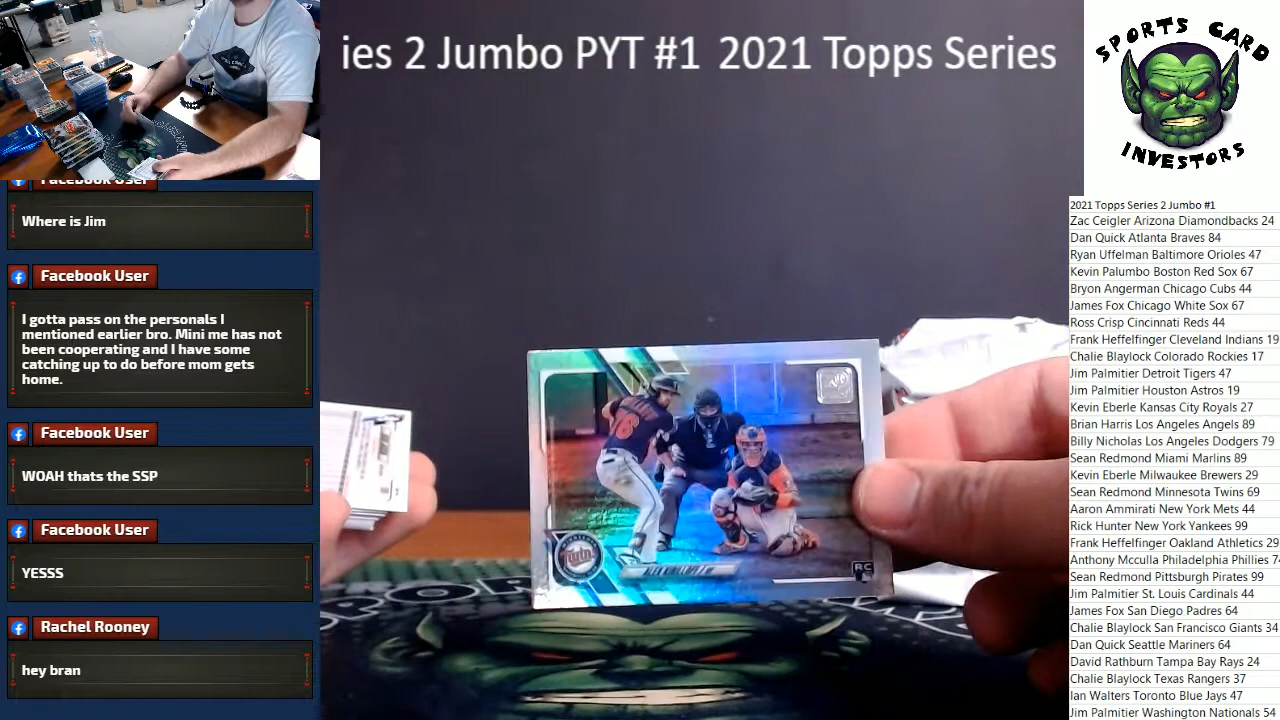 ies 2 Jumbo PYT #1 2021 Topps Series
SPORTS CARD
INVESTORS
Facebook User
Where is Jim
Facebook User
I gotta pass on the personals I
mentioned earlier bro. Mini me has not
been cooperating and I have some
catching up to do before mom gets
home.
Facebook User
WOAH thats the SSP
Facebook User
YESSS
Rachel Rooney
hey bran
2021 Topps Series 2 Jumbo #1
Zac Ceigler Arizona Diamondbacks 24
Dan Quick Atlanta Braves 84
Ryan Uffelman Baltimore Orioles 47
Kevin Palumbo Boston Red Sox 67
Bryon Angerman Chicago Cubs 44
James Fox Chicago White Sox 67
Ross Crisp Cincinnati Reds 44
Frank Heffelfinger Cleveland Indians 19
Chalie Blaylock Colorado Rockies 17
Jim Palmitier Detroit Tigers 47
Jim Palmitier Houston Astros 19
Kevin Eberle Kansas City Royals 27
Brian Harris Los Angeles Angels 89
Billy Nicholas Los Angeles Dodgers 79
Sean Redmond Miami Marlins 89
Kevin Eberle Milwaukee Brewers 29
Sean Redmond Minnesota Twins 69
Aaron Ammirati New York Mets 44
Rick Hunter New York Yankees 99
Frank Heffelfinger Oakland Athletics 29
Anthony Mcculla Philadelphia Phillies 7
Sean Redmond Pittsburgh Pirates 99
Jim Palmitier St. Louis Cardinals 44
James Fox San Diego Padres 64
Chalie Blaylock San Francisco Giants 34
Dan Quick Seattle Mariners 64
David Rathburn Tampa Bay Rays 24
Chalie Blaylock Texas Rangers 37
Ian Walters Toronto Blue Jays 47
Jim Palmitier Washington Nationals 54
16
Twins
RC